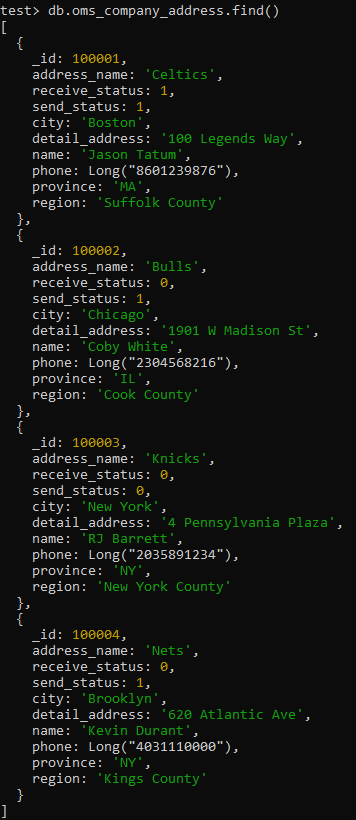 test> db.oms_company_address.find()
[
  {
    _id: 100001,
    address_name: 'Celtics',
    receive_status: 1,
    send_status: 1,
    city: 'Boston',
    detail_address: '100 Legends Way',
    name: 'Jason Tatum',
    phone: Long("8601239876"),
    province: 'MA',
    region: 'Suffolk County'
  },
  {
    _id: 100002,
    address_name: 'Bulls',
    receive_status: 0,
    send_status: 1,
    city: 'Chicago',
    detail_address: '1901 W Madison St',
    name: 'Coby White',
    phone: Long("2304568216"),
    province: 'IL',
    region: 'Cook County'
  },
  {
    _id: 100003,
    address_name: 'Knicks',
    receive_status: 0,
    send_status: 0,
    city: 'New York',
    detail_address: '4 Pennsylvania Plaza',
    name: 'RJ Barrett',
    phone: Long("2035891234"),
    province: 'NY',
    region: 'New York County'
  },
  {
    _id: 100004,
    address_name: 'Nets',
    receive_status: 0,
    send_status: 1,
    city: 'Brooklyn',
    detail_address: '620 Atlantic Ave',
    name: 'Kevin Durant',
    phone: Long("4031110000"),
    province: 'NY',
    region: 'Kings County'
  }
]